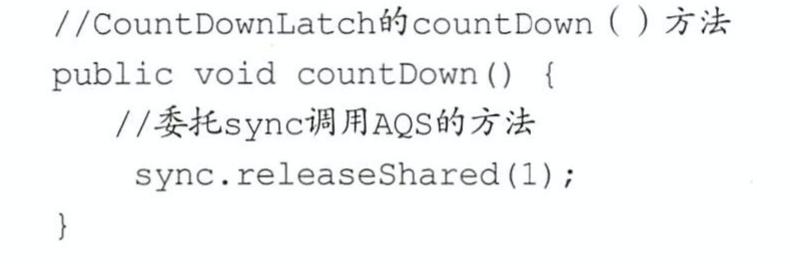 //CountDownLatch的countDown（）方法
public void countDown() {
//委托sync调用AQS的方法
sync.releaseShared(1);
}